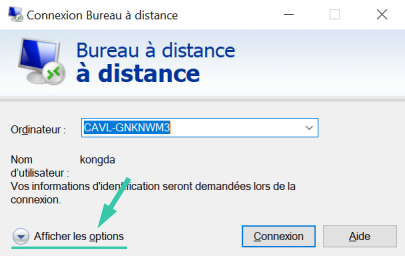 Connexion Bureau à distance
Bureau à distance
à distance
Ordinateur :
CAVL-GNKNWM3
Nom
d'utilisateur :
kongda
Vos informations d'identification seront demandées lors de la
connexion.
Afficher les options
Connexion
Aide